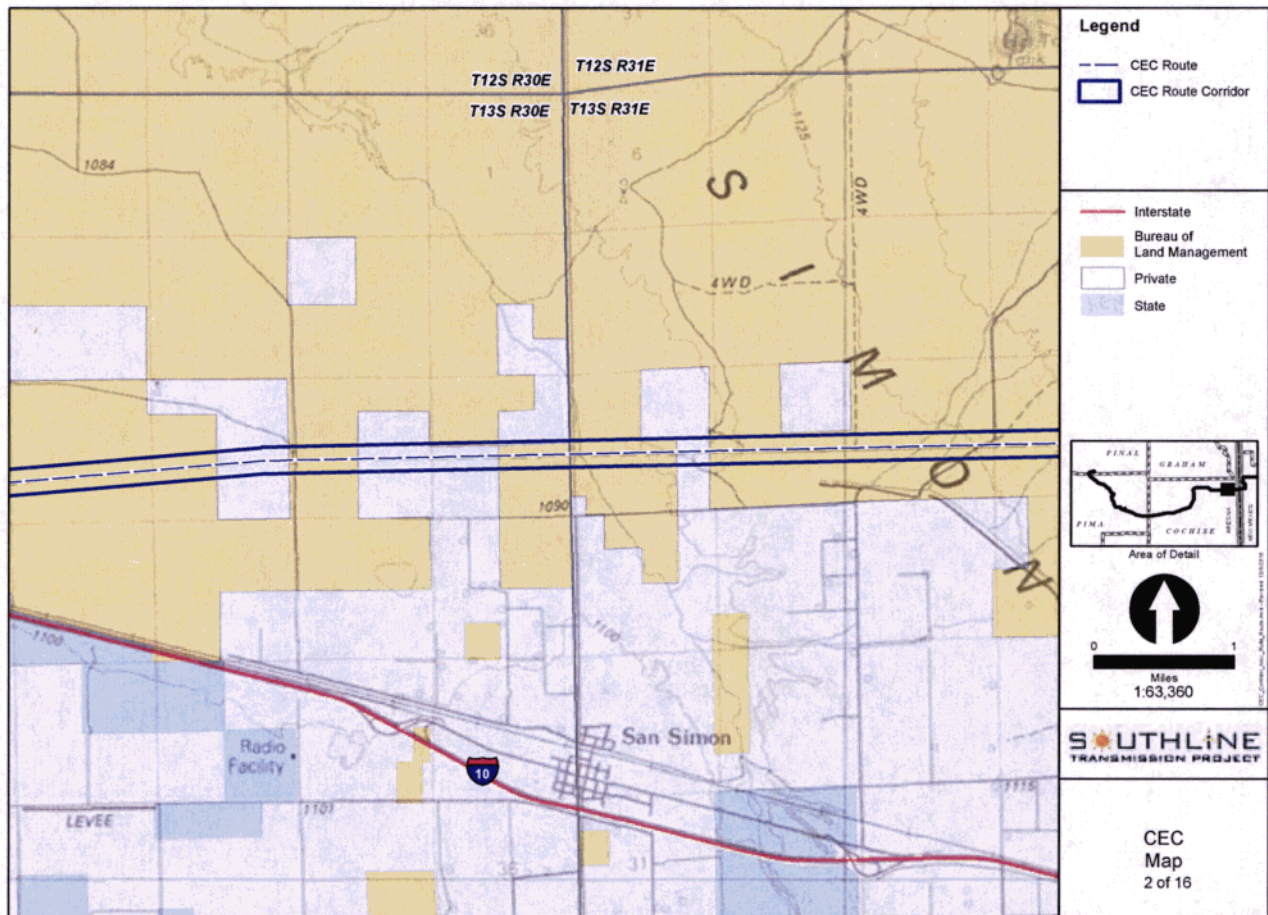 36
31
T12S R30E
T12S R31E
T13S R30E
T13S R31E
1084
1
6
1125
4WD
4WD
S
I
M
O
N
1090
1100
1100
San Simon
Radio
Facility
10
LEVEE
1101
1115
36
31
Legend
CEC Route
CEC Route Corridor
Interstate
Bureau of
Land Management
Private
State
PINAL
GRAHAM
PIMA
COCHISE
Area of Detail
0
1
Miles
1:63,360
SOUTHLINE
TRANSMISSION PROJECT
CEC
Map
2 of 16